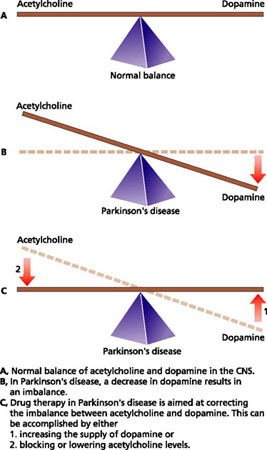 Acetylcholine Dopamine
A
Normal balance
Acetylcholine
B
Parkinson's disease
Dopamine
Acetylcholine
2
C
1
Dopamine
Parkinson's disease
A, Normal balance of acetylcholine and dopamine in the CNS.
B, In Parkinson's disease, a decrease in dopamine results in
an imbalance.
C, Drug therapy in Parkinson's disease is aimed at correcting
the imbalance between acetylcholine and dopamine. This can
be accomplished by either
1. increasing the supply of dopamine or
2. blocking or lowering acetylcholine levels.